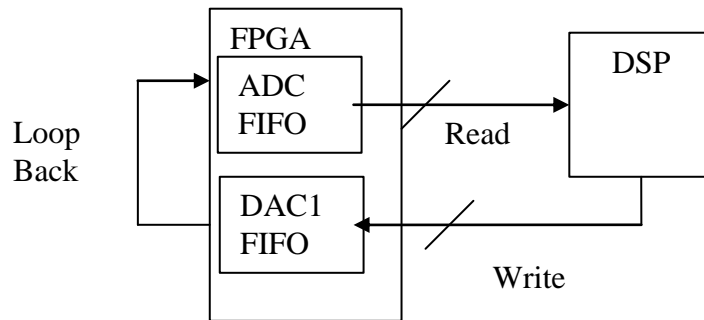 FPGA
ADC
FIFO
DSP
Read
Loop
Back
DAC1
FIFO
Write